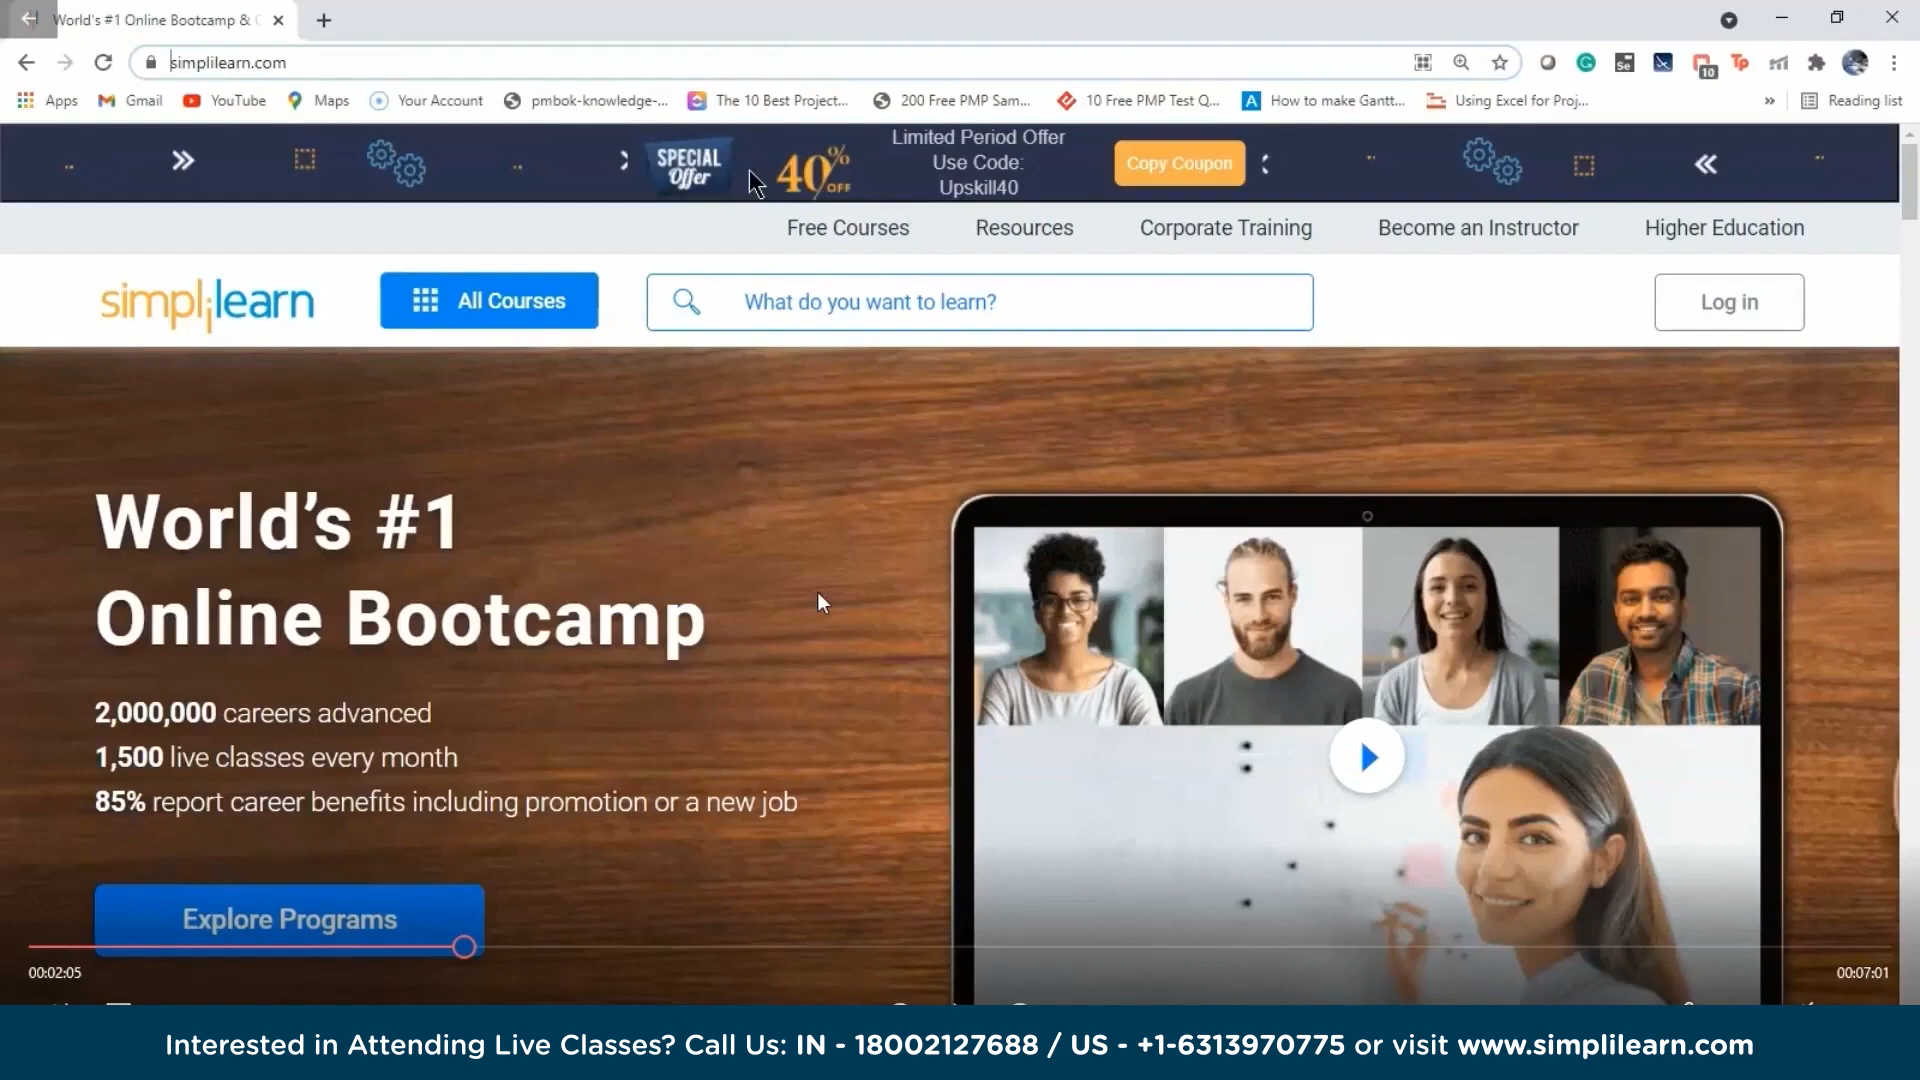 World's #1 Online Bootcamp &
simplilearn.com
Se
10
Tp
Apps
Gmail
YouTube
Maps
Your Account
pmbok-knowledge-...
The 10 Best Project...
200 Free PMP Sam...
10 Free PMP Test Q...
A
How to make Gantt...
Using Excel for Proj...
Reading list
SPECIAL
Offer
40% OFF
Limited Period Offer
Use Code:
Upskill40
Copy Coupon
Free Courses
Resources
Corporate Training
Become an Instructor
Higher Education
simplilearn
All Courses
What do you want to learn?
Log in
World's #1
Online Bootcamp
2,000,000 careers advanced
1,500 live classes every month
85% report career benefits including promotion or a new job
Explore Programs
00:02:05
00:07:01
Interested in Attending Live Classes? Call Us: IN - 18002127688 / US - +1-6313970775 or visit www.simplilearn.com